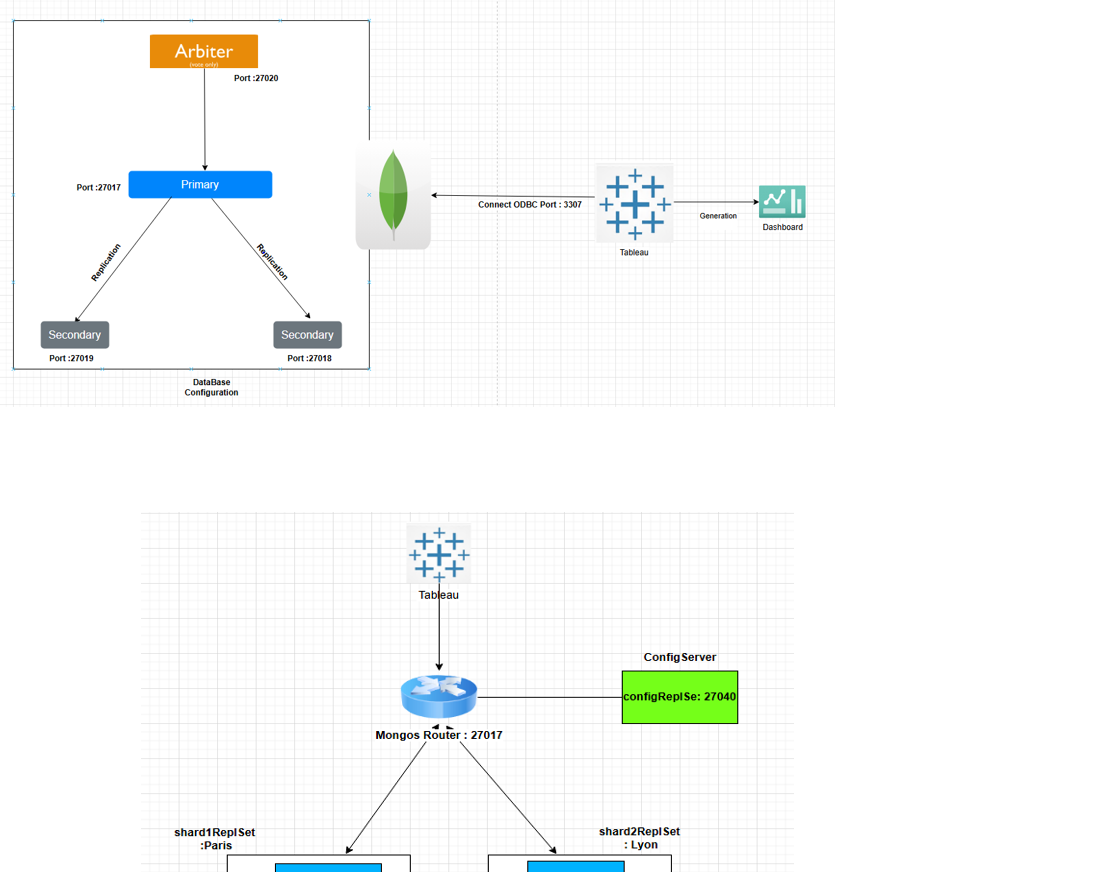 Arbiter
(vote only)
Port :27020
Port :27017
Primary
Replication
Replication
Secondary
Secondary
Port :27019
Port :27018
DataBase
Configuration
Connect ODBC Port : 3307
Tableau
Generation
Dashboard
Tableau
ConfigServer
configReplSe: 27040
Mongos Router : 27017
shard1ReplSet
:Paris
shard2ReplSet
: Lyon